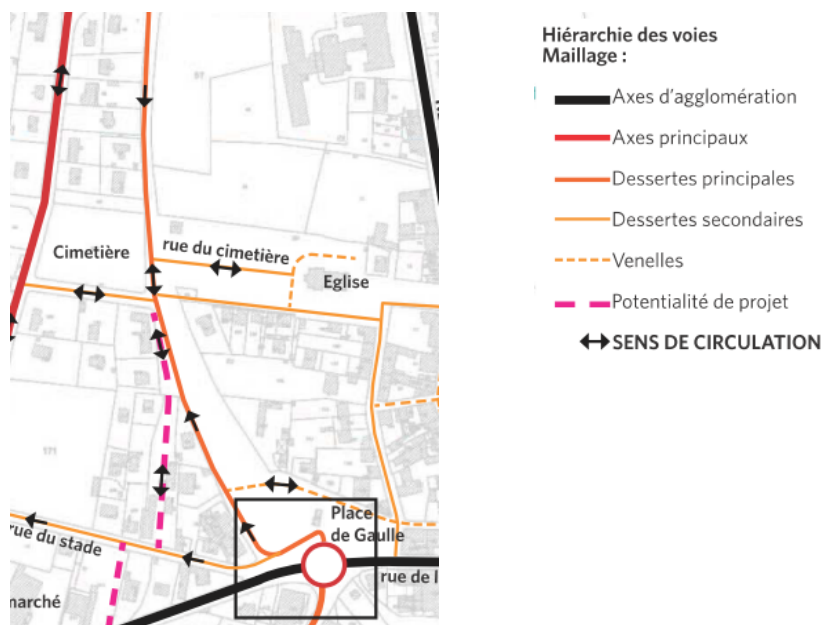 Hiérarchie des voies
Maillage :
Axes d'agglomération
Axes principaux
Dessertes principales
Dessertes secondaires
Venelles
Potentialité de projet
SENS DE CIRCULATION
Cimetière
rue du cimetière
Eglise
171
Place
de Gaulle
rue du stade
rue de l
marché